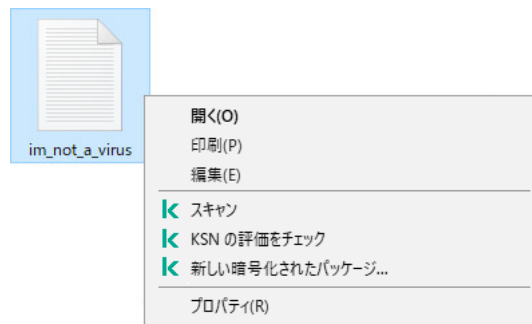 im_not_a_virus
開く(O)
印刷(P)
編集(E)
スキャン
KSN の評価をチェック
新しい暗号化されたパッケージ...
プロパティ(R)